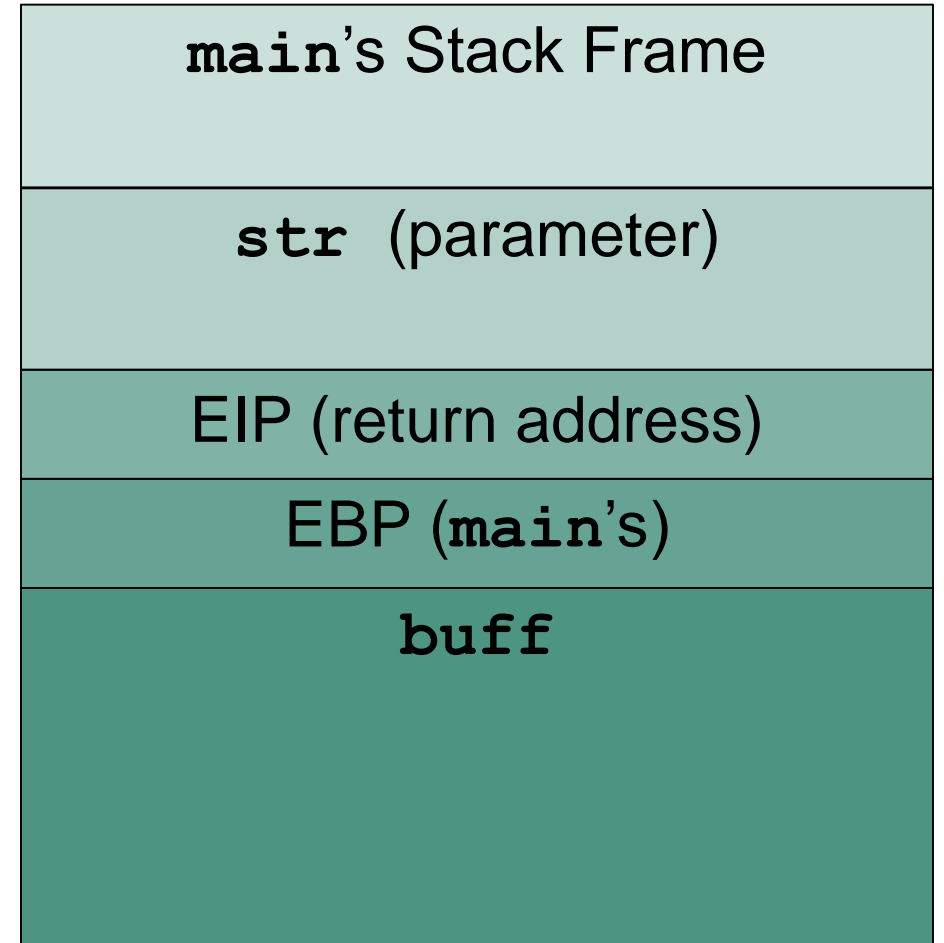 main’s Stack Frame
str (parameter)
EIP (return address)
EBP (main’s)
buff